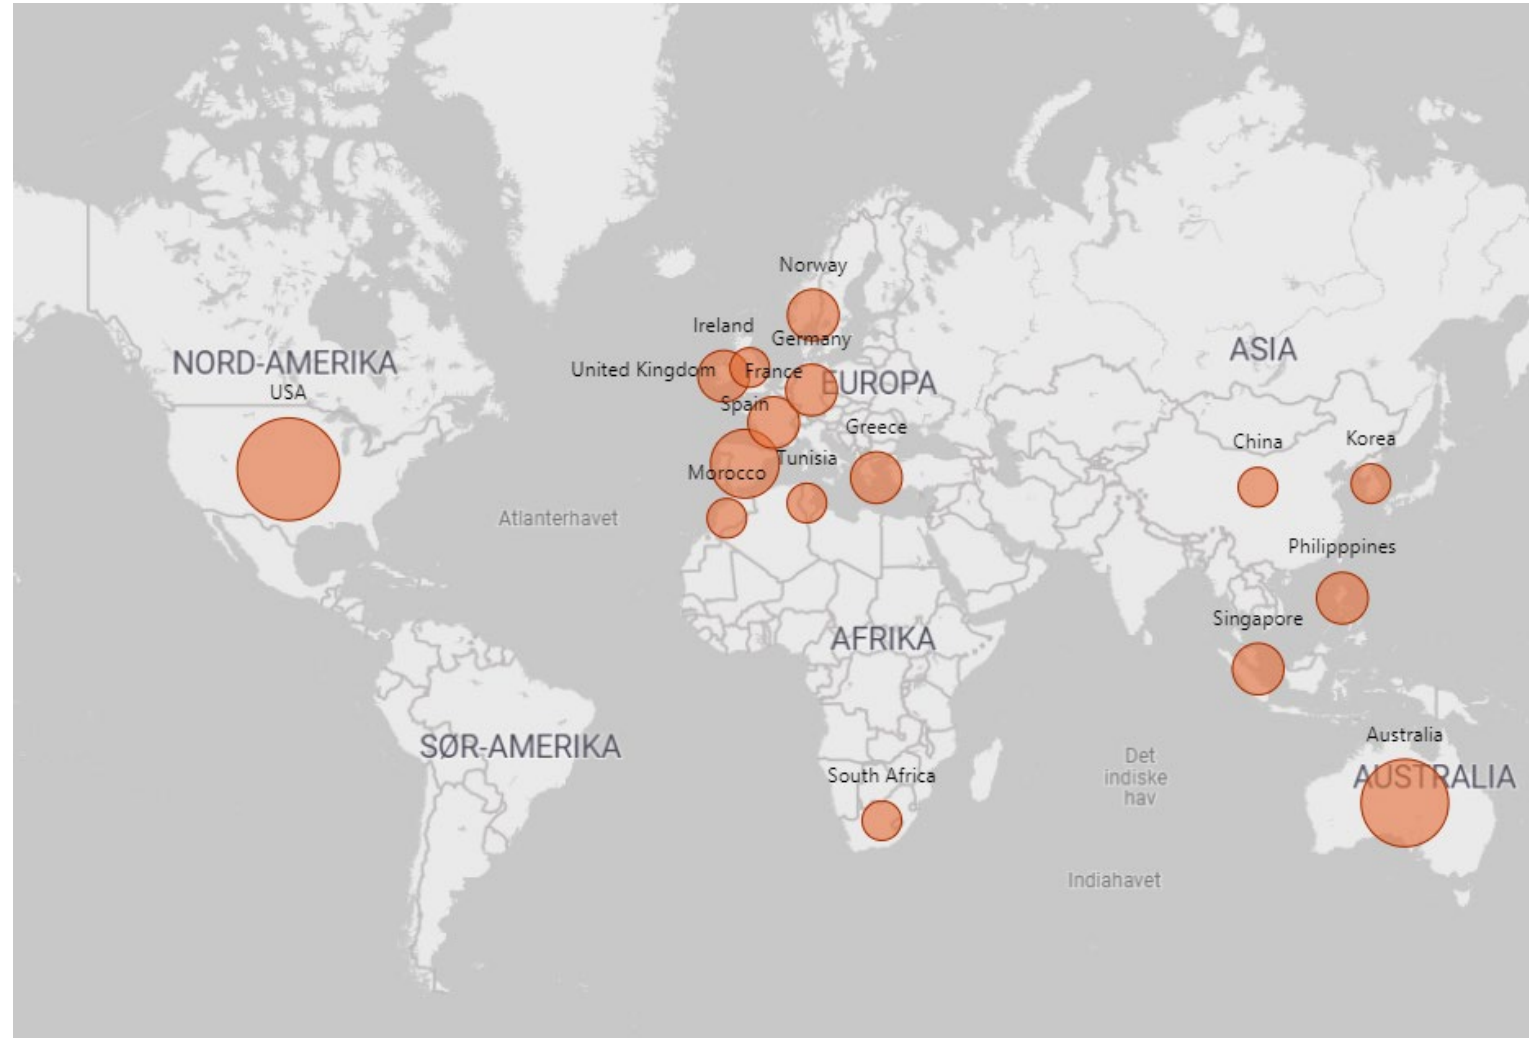 Norway
Ireland
Germany
NORD-AMERIKA
ASIA
United Kingdom
France
EUROPA
USA
Spain
Greece
China
Korea
Tunisia
Morocco
Atlanterhavet
Philipppines
Singapore
AFRIKA
SØR-AMERIKA
Australia
Det
indiske
hav
South Africa
AUSTRALIA
Indiahavet